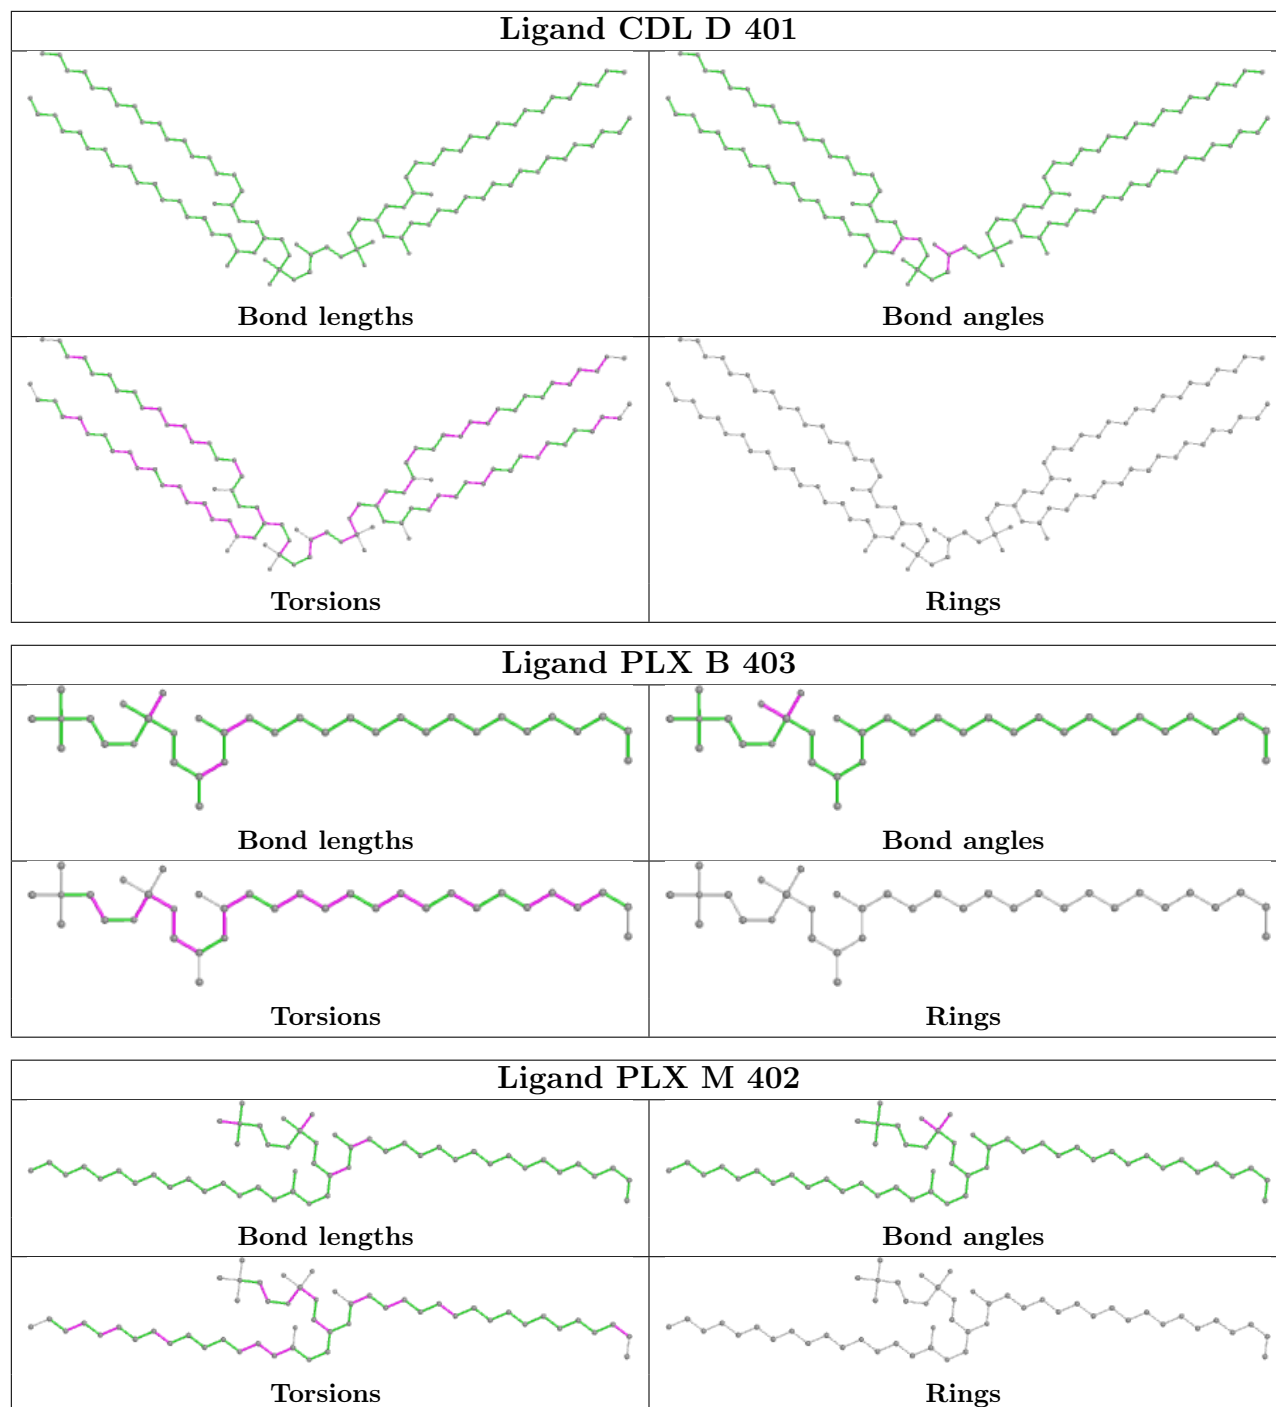 Ligand CDL D 401
Bond lengths
Bond angles
Torsions
Rings
Ligand PLX B 403
Bond lengths
Bond angles
Torsions
Rings
Ligand PLX M 402
Bond lengths
Bond angles
Torsions
Rings